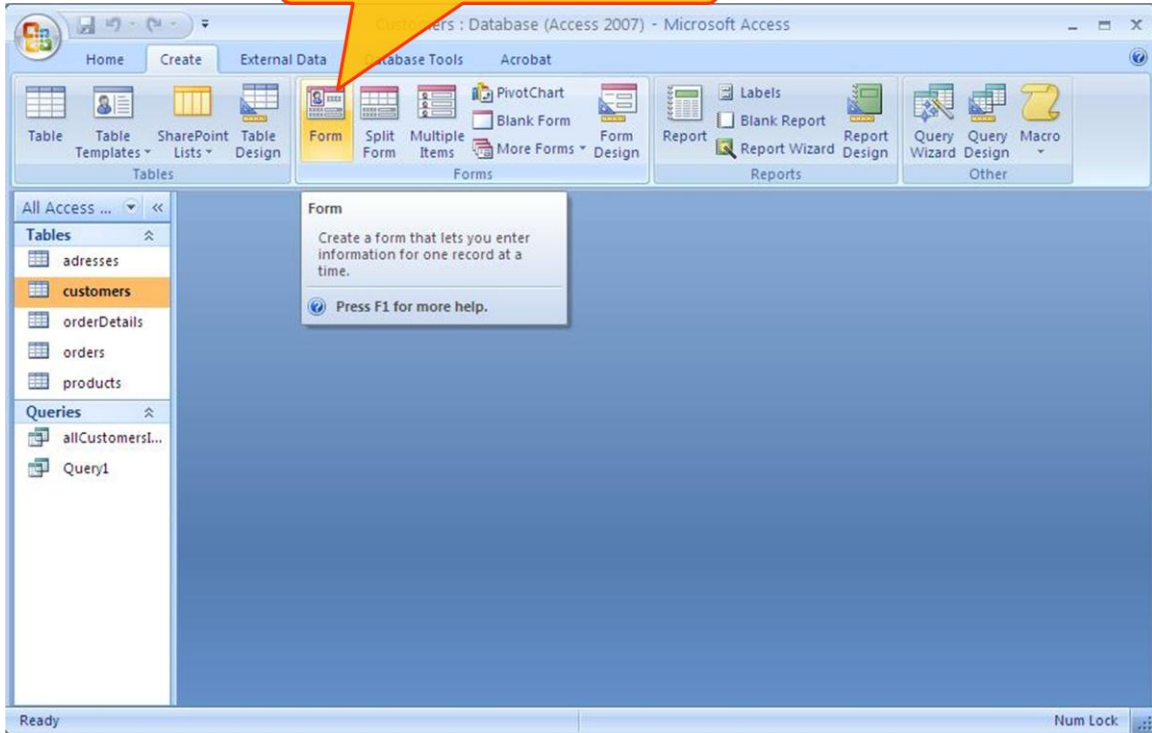 Customers : Database (Access 2007) - Microsoft Access
Home Create External Data Database Tools Acrobat
Table
Table Templates
SharePoint Lists
Table Design
Tables
Form
Split Form
Multiple Items
PivotChart
Blank Form
More Forms
Form Design
Forms
Report
Labels
Blank Report
Report Wizard
Report Design
Reports
Query Wizard
Query Design
Macro
Other
All Access ...
Tables
adresses
customers
orderDetails
orders
products
Queries
allCustomersI...
Query1
Form
Create a form that lets you enter
information for one record at a
time.
Press F1 for more help.
Ready
Num Lock